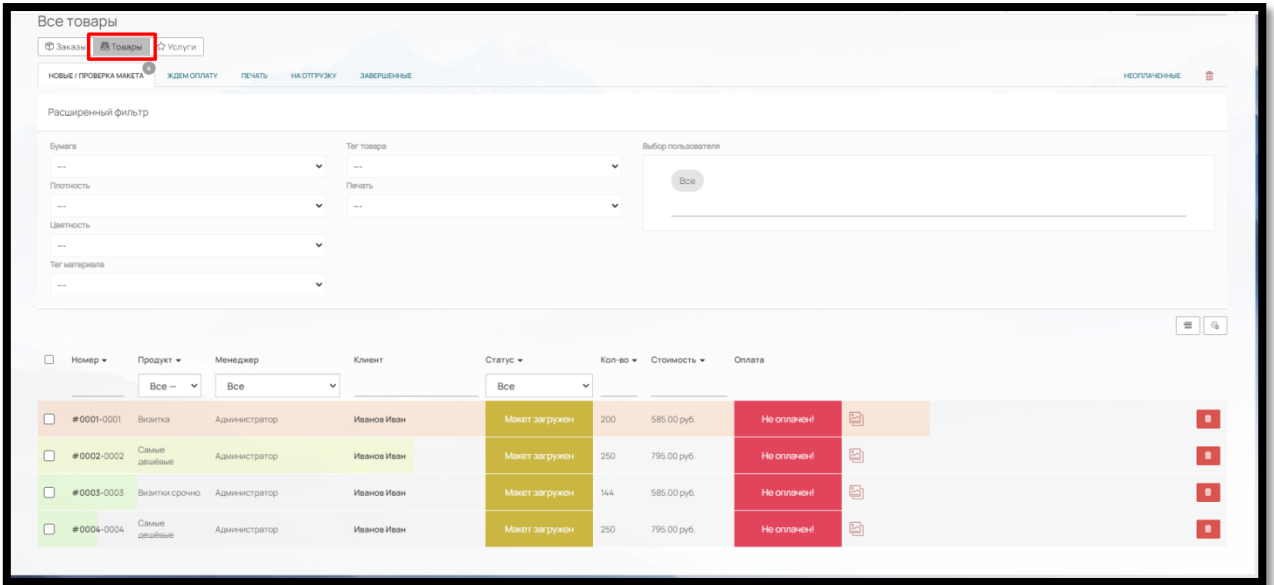 Все товары
Заказы Товары Услуги
НОВЫЕ / ПРОВЕРКА МАКЕТА 4 ЖДЕМ ОПЛАТУ ПЕЧАТЬ НА ОТГРУЗКУ ЗАВЕРШЕННЫЕ НЕОПЛАЧЕННЫЕ
Расширенный фильтр
Бумага Тег товара Выбор пользователя
--- --- Все
Плотность Печать
--- ---
Цветность
---
Тег материала
---
Номер Продукт Менеджер Клиент Статус Кол-во Стоимость Оплата
Все — Все Все
#0001-0001 Визитка Администратор Иванов Иван Макет загружен 200 585.00 руб. Не оплачен!
#0002-0002 Самые дешёвые Администратор Иванов Иван Макет загружен 250 795.00 руб. Не оплачен!
#0003-0003 Визитки срочно Администратор Иванов Иван Макет загружен 144 585.00 руб. Не оплачен!
#0004-0004 Самые дешёвые Администратор Иванов Иван Макет загружен 250 795.00 руб. Не оплачен!